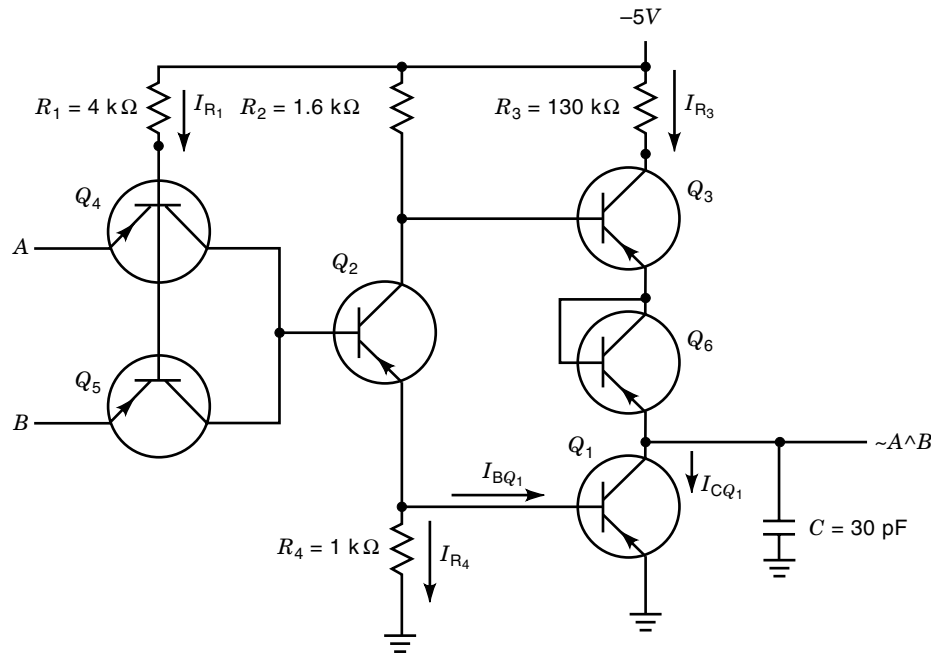 –5V
R1 = 4 kΩ
IR1
R2 = 1.6 kΩ
R3 = 130 kΩ
IR3
Q4
Q3
A
Q2
Q6
Q5
B
Q1
~A^B
IBQ1
ICQ1
R4 = 1 kΩ
IR4
C = 30 pF